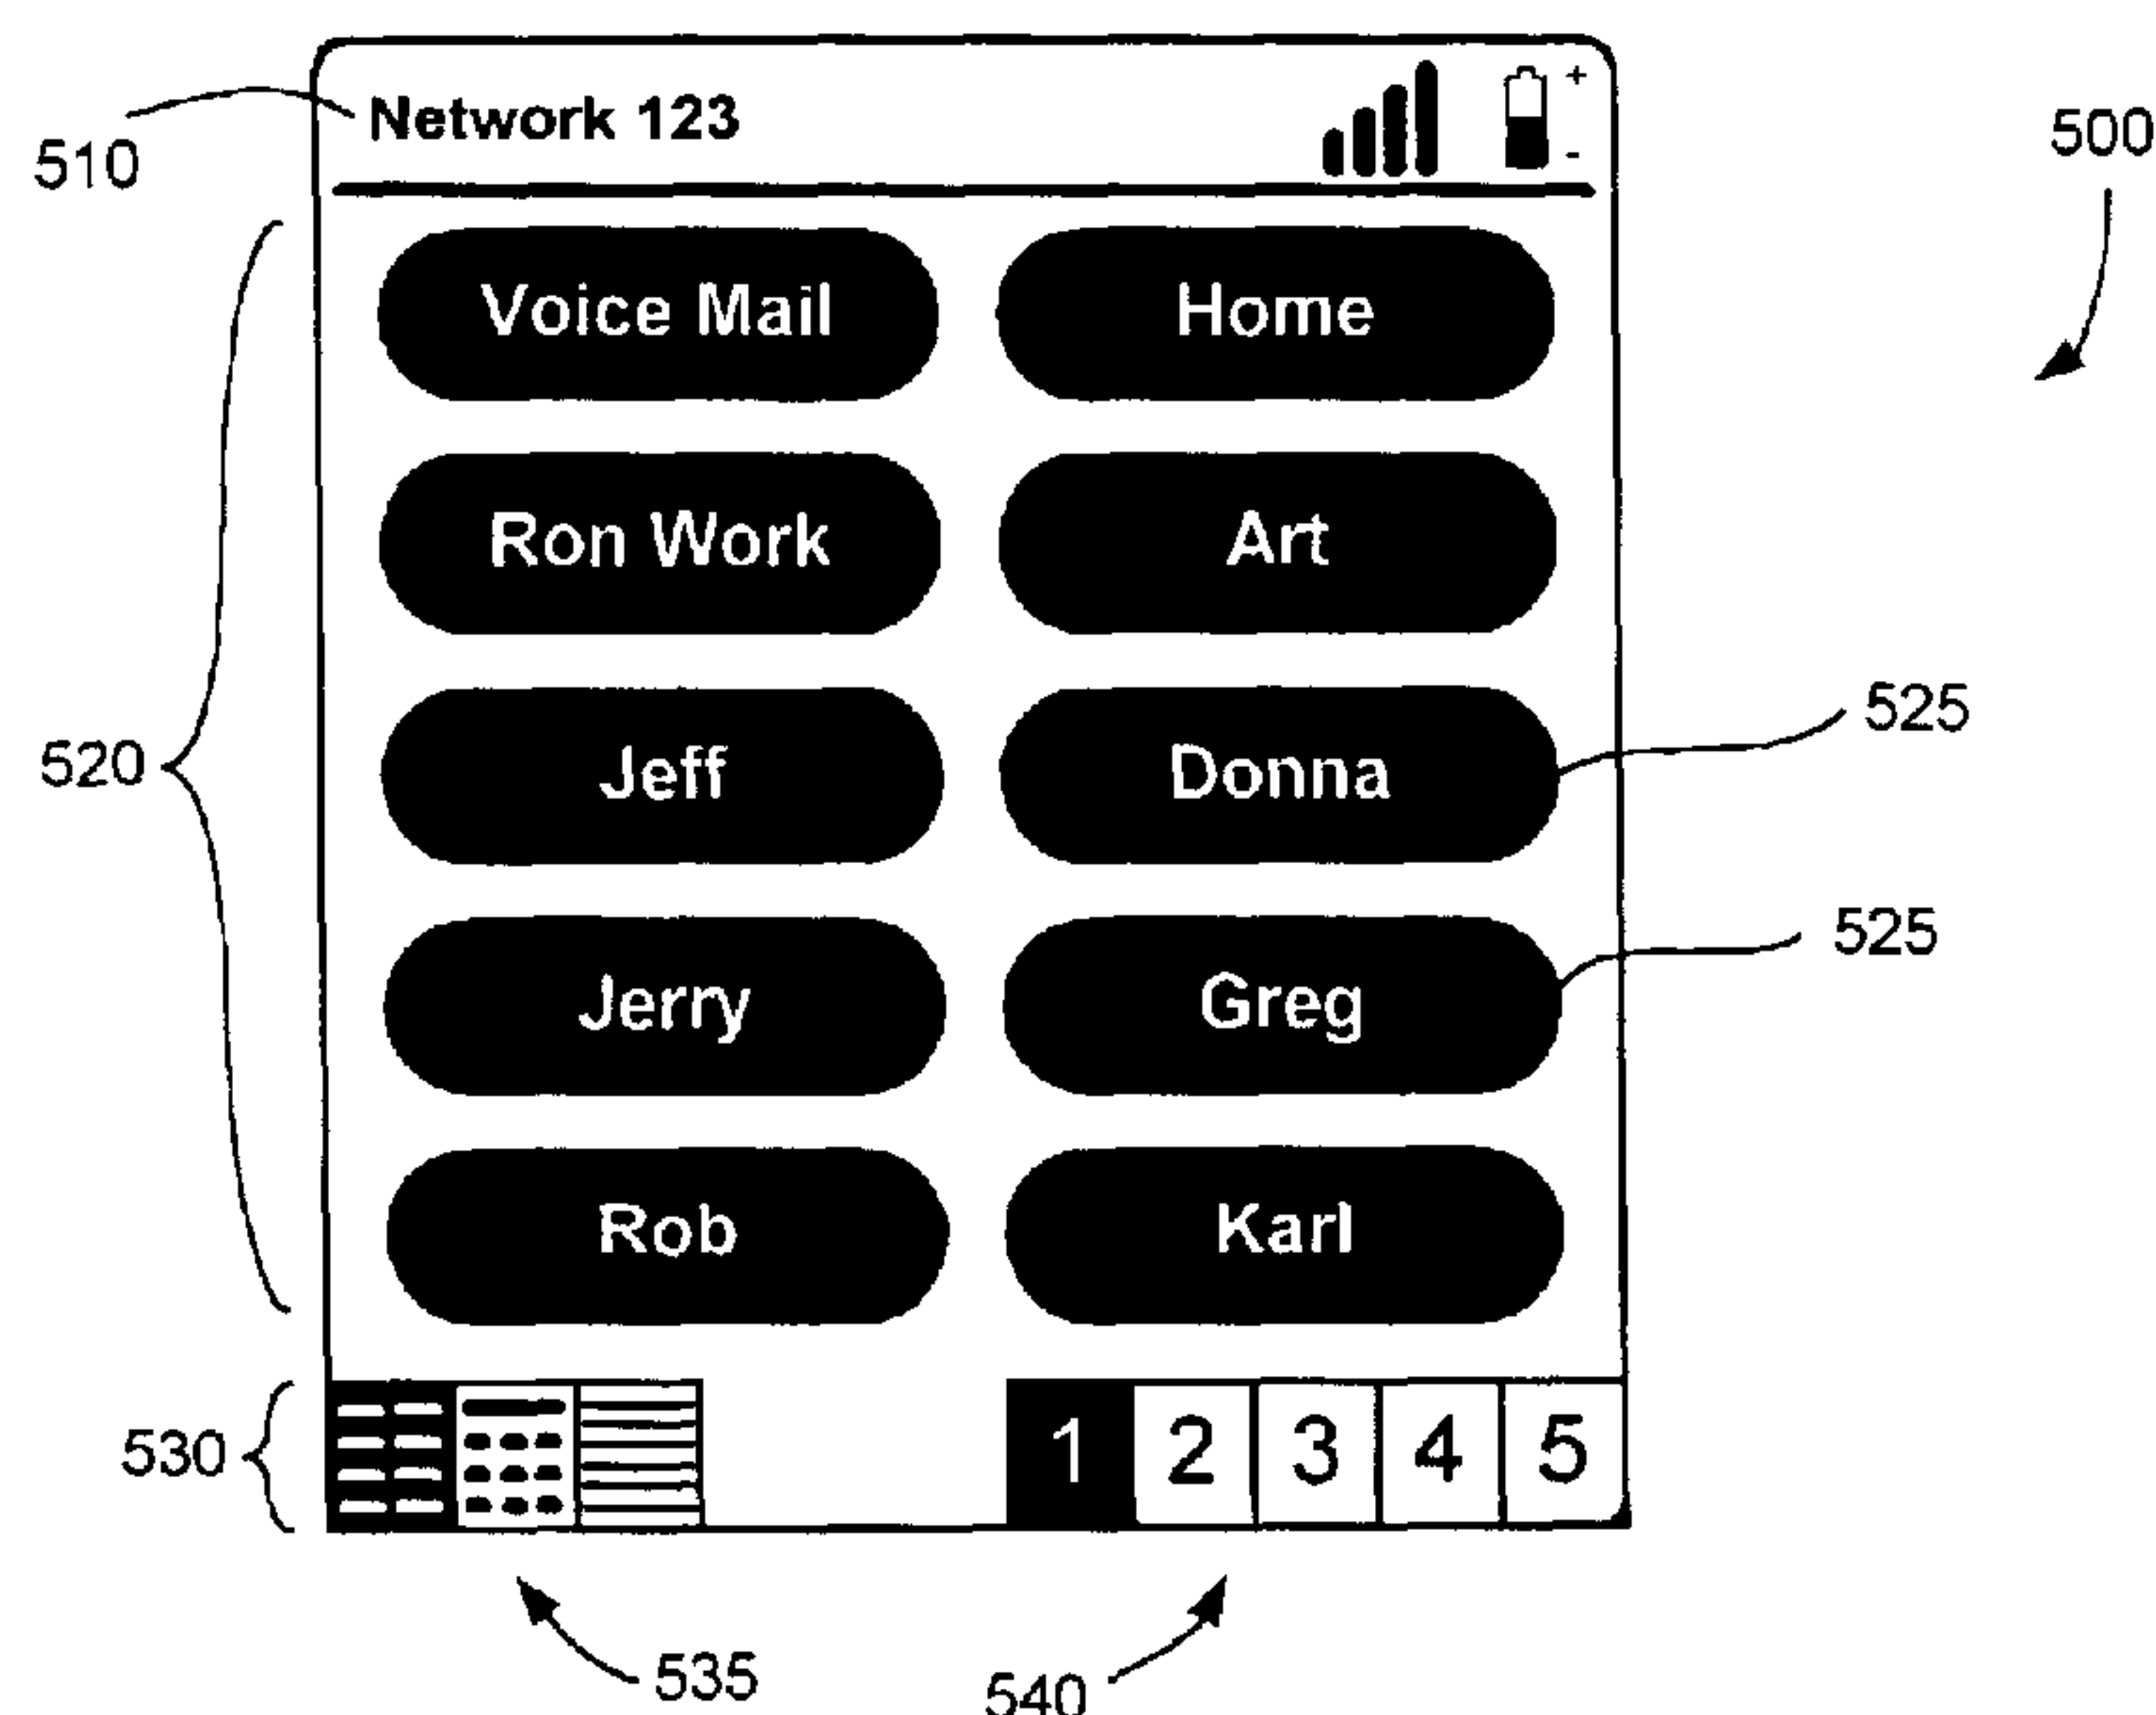 Network 123
+
-
510
500
Voice Mail Home
Ron Work Art
525
520
Jeff Donna
525
Jerry Greg
Rob Karl
530
1 2 3 4 5
535
540